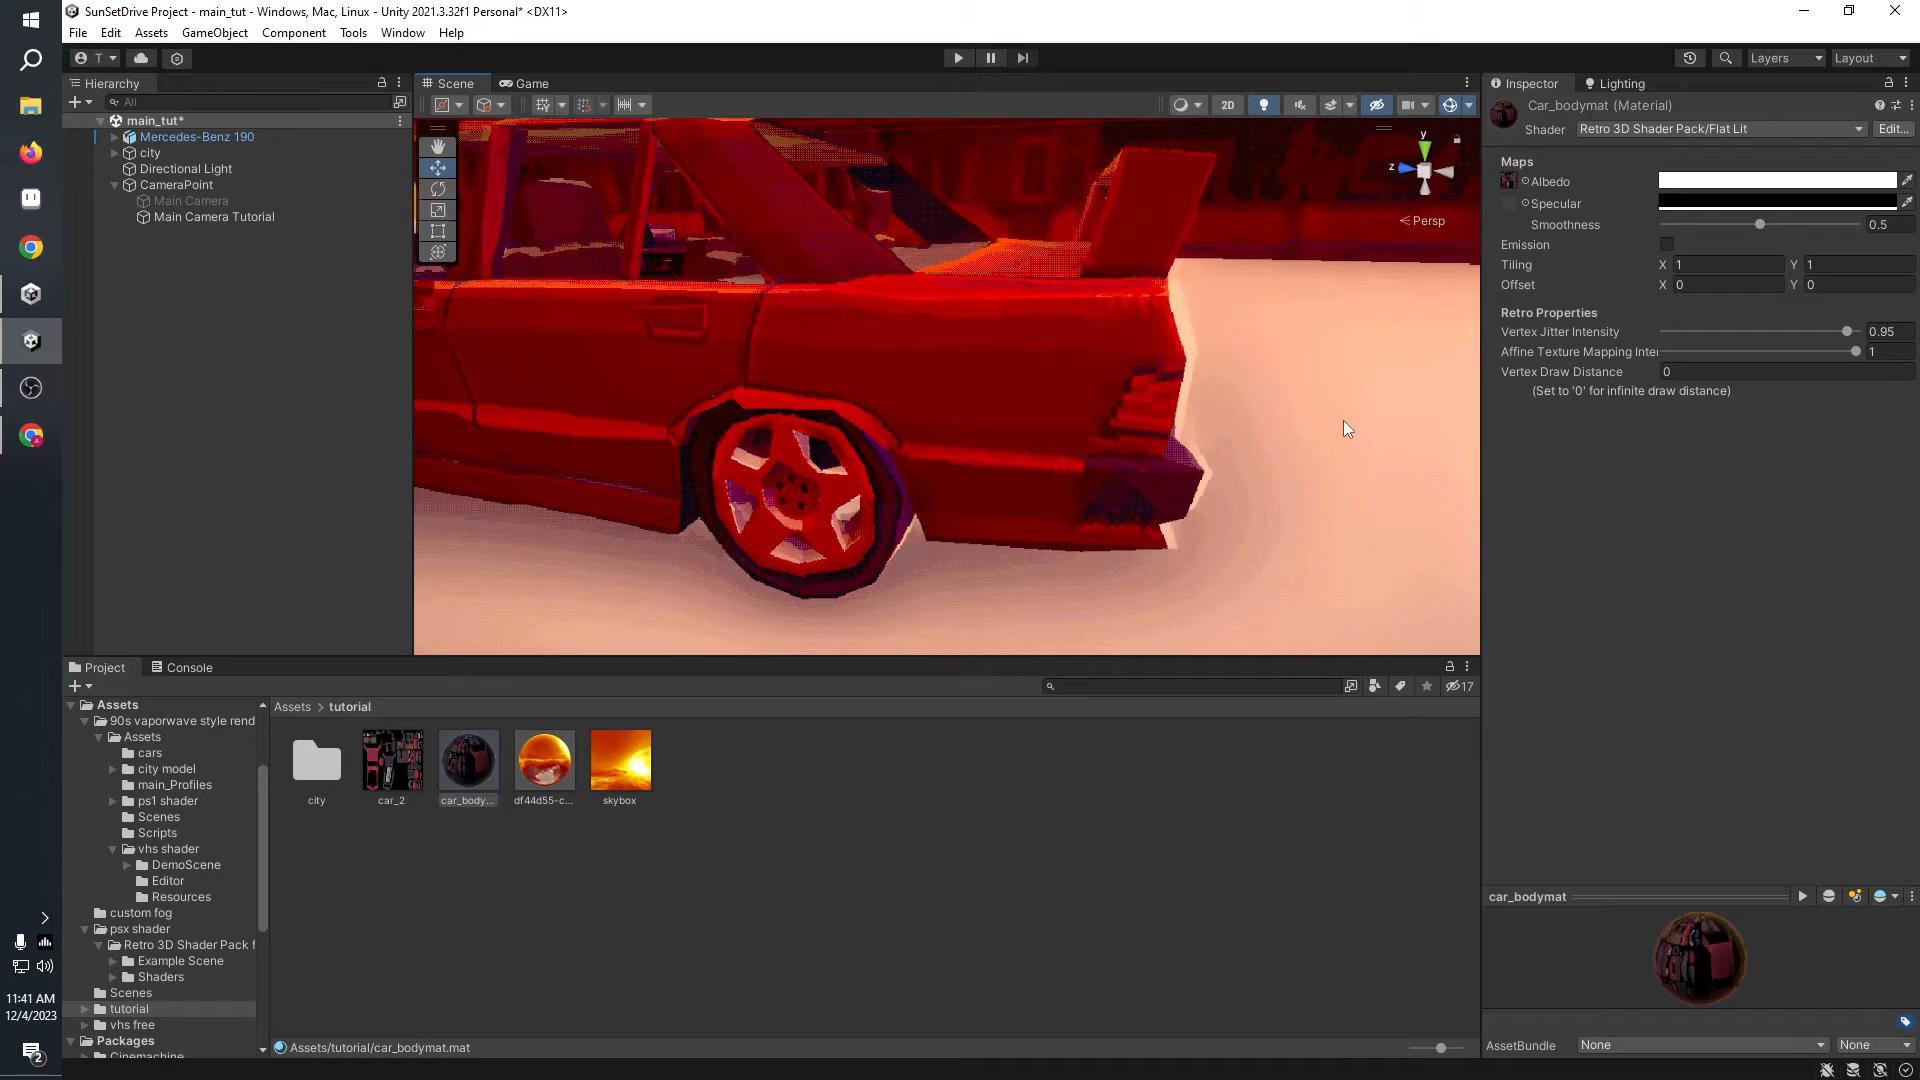 SunSetDrive Project - main_tut - Windows, Mac, Linux - Unity 2021.3.32f1 Personal* <DX11>
File Edit Assets GameObject Component Tools Window Help
T Layers Layout
Hierarchy
All
main_tut*
Mercedes-Benz 190
city
Directional Light
CameraPoint
Main Camera
Main Camera Tutorial
Scene Game
2D
y
z
Persp
Inspector Lighting
Car_bodymat (Material)
Shader Retro 3D Shader Pack/Flat Lit Edit...
Maps
Albedo
Specular
Smoothness 0.5
Emission
Tiling X 1 Y 1
Offset X 0 Y 0
Retro Properties
Vertex Jitter Intensity 0.95
Affine Texture Mapping Inte 1
Vertex Draw Distance 0
(Set to '0' for infinite draw distance)
Project Console
17
Assets
90s vaporwave style rend
Assets
cars
city model
main_Profiles
ps1 shader
Scenes
Scripts
vhs shader
DemoScene
Editor
Resources
custom fog
psx shader
Retro 3D Shader Pack f
Example Scene
Shaders
Scenes
tutorial
vhs free
Packages
Cinemachine
Assets > tutorial
city car_2 car_body... df44d55-c... skybox
Assets/tutorial/car_bodymat.mat
car_bodymat
AssetBundle None None
11:41 AM
12/4/2023
2